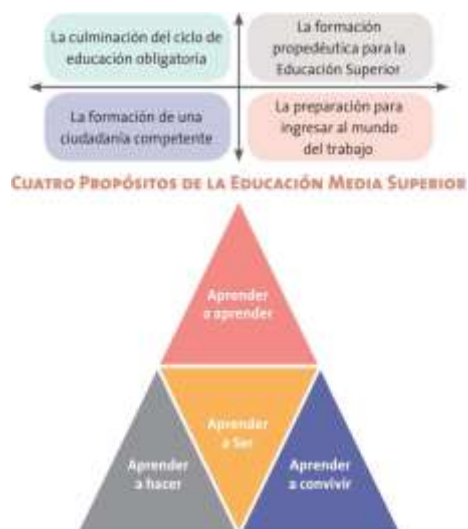 La culminación del ciclo de
educación obligatoria
La formación
propedéutica para la
Educación Superior
La formación de una
ciudadanía competente
La preparación para
ingresar al mundo
del trabajo
CUATRO PROPÓSITOS DE LA EDUCACIÓN MEDIA SUPERIOR
Aprender
a aprender
Aprender
a Ser
Aprender
a hacer
Aprender
a convivir